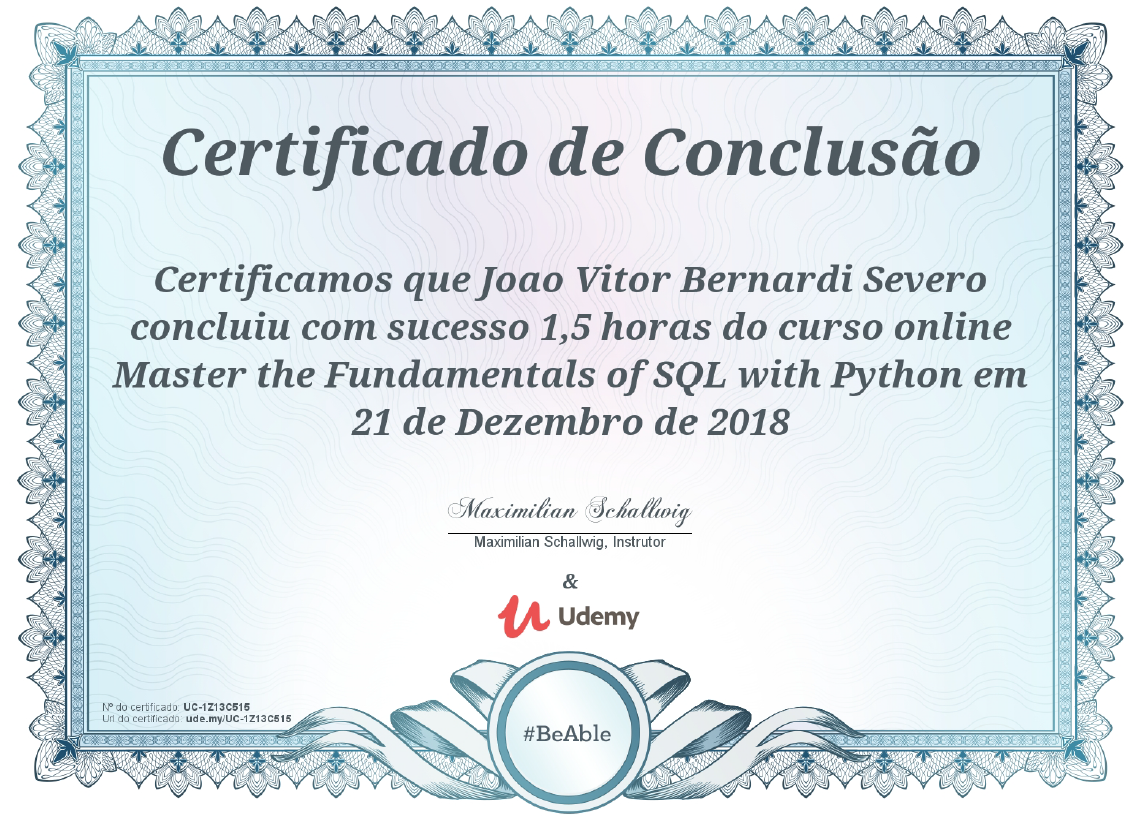 Certificado de Conclusão
Certificamos que Joao Vitor Bernardi Severo
concluiu com sucesso 1,5 horas do curso online
Master the Fundamentals of SQL with Python em
21 de Dezembro de 2018
Maximilian Schallwig
Maximilian Schallwig, Instrutor
&
Udemy
#BeAble
Nº do certificado: UC-1Z13C515
Url do certificado: ude.my/UC-1Z13C515